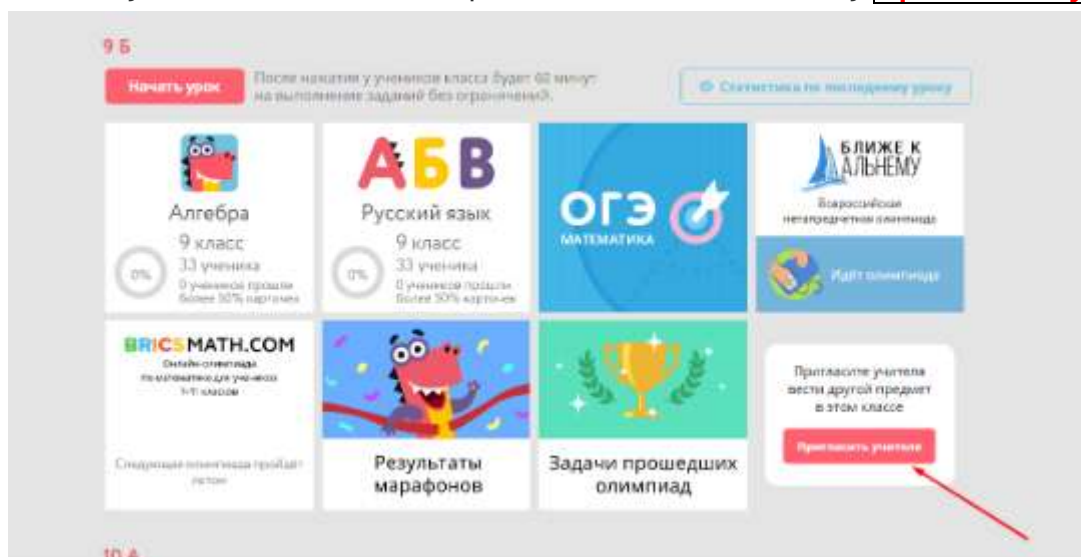 9 Б
Начать урок
После нажатия у учеников класса будет 60 минут
на выполнение заданий без ограничений.
Статистика по последнему уроку
Алгебра
9 класс
33 ученика
0%
0 учеников прошли
более 50% карточек
АБВ
Русский язык
9 класс
33 ученика
0%
0 учеников прошли
более 50% карточек
ОГЭ
МАТЕМАТИКА
БЛИЖЕ К
ДАЛЬНЕМУ
Всероссийская
метапредметная олимпиада
Идёт олимпиада
BRICSMATH.COM
Онлайн-олимпиада
по математике для учеников
1–11 классов
Следующая олимпиада пройдёт
летом
Результаты
марафонов
Задачи прошедших
олимпиад
Пригласите учителя
вести другой предмет
в этом классе
Пригласить учителя
10 А